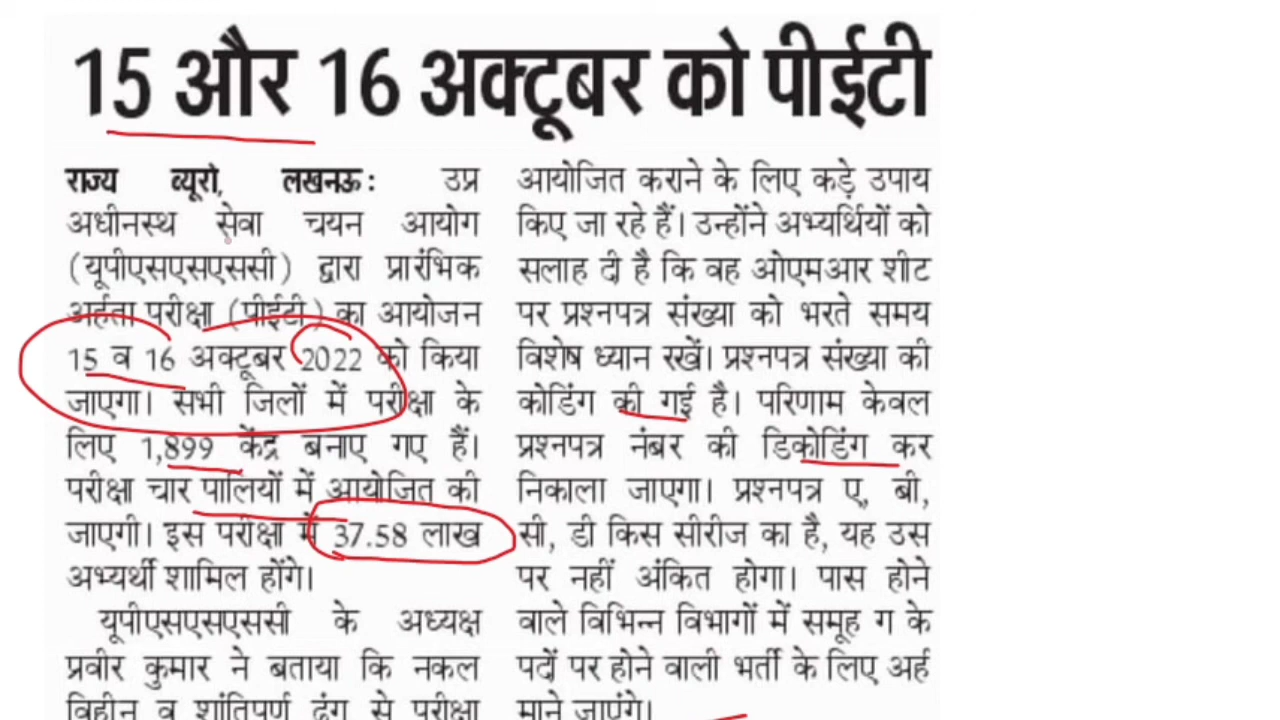 15 और 16 अक्टूबर को पीईटी
राज्य ब्यूरो, लखनऊ: उप्र
अधीनस्थ सेवा चयन आयोग
(यूपीएसएसएससी) द्वारा प्रारंभिक
अर्हता परीक्षा (पीईटी) का आयोजन
15 व 16 अक्टूबर 2022 को किया
जाएगा। सभी जिलों में परीक्षा के
लिए 1,899 केंद्र बनाए गए हैं।
परीक्षा चार पालियों में आयोजित की
जाएगी। इस परीक्षा में 37.58 लाख
अभ्यर्थी शामिल होंगे।
यूपीएसएसएससी के अध्यक्ष
प्रवीर कुमार ने बताया कि नकल
विहीन व शांतिपूर्ण ढंग से परीक्षा
आयोजित कराने के लिए कड़े उपाय
किए जा रहे हैं। उन्होंने अभ्यर्थियों को
सलाह दी है कि वह ओएमआर शीट
पर प्रश्नपत्र संख्या को भरते समय
विशेष ध्यान रखें। प्रश्नपत्र संख्या की
कोडिंग की गई है। परिणाम केवल
प्रश्नपत्र नंबर की डिकोडिंग कर
निकाला जाएगा। प्रश्नपत्र ए, बी,
सी, डी किस सीरीज का है, यह उस
पर नहीं अंकित होगा। पास होने
वाले विभिन्न विभागों में समूह ग के
पदों पर होने वाली भर्ती के लिए अर्ह
माने जाएंगे।